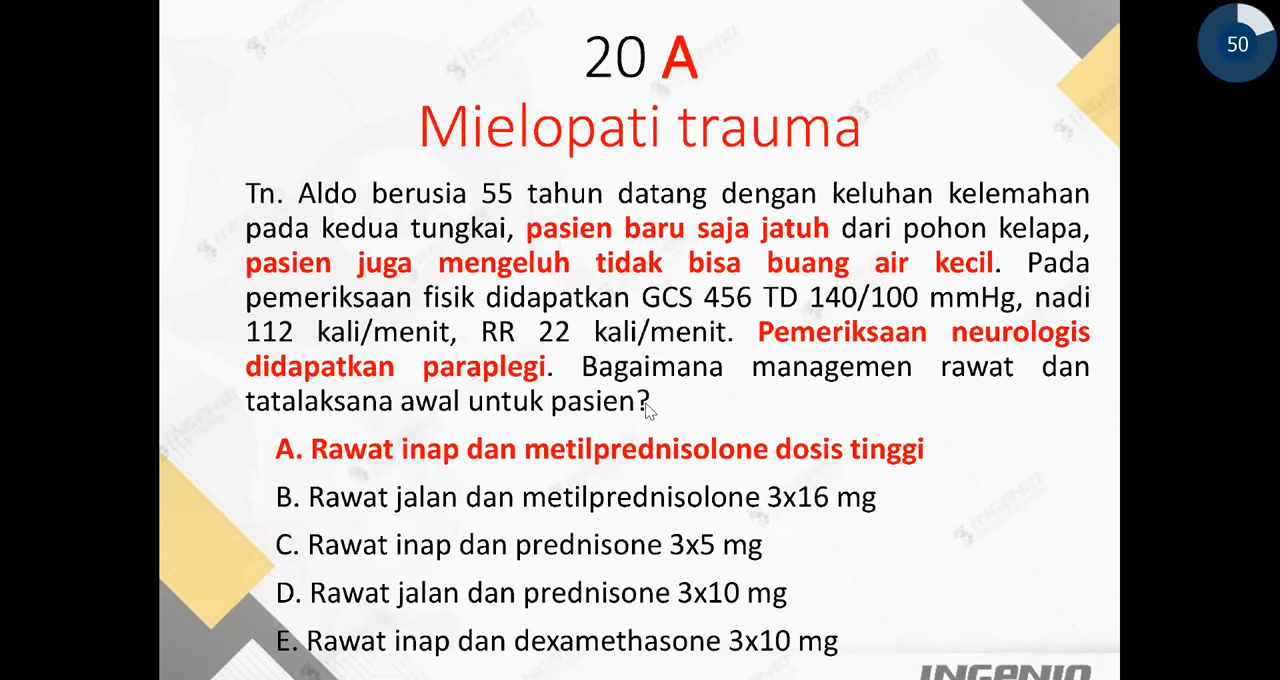 50
20 A
Mielopati trauma
Tn. Aldo berusia 55 tahun datang dengan keluhan kelemahan
pada kedua tungkai, pasien baru saja jatuh dari pohon kelapa,
pasien juga mengeluh tidak bisa buang air kecil. Pada
pemeriksaan fisik didapatkan GCS 456 TD 140/100 mmHg, nadi
112 kali/menit, RR 22 kali/menit. Pemeriksaan neurologis
didapatkan paraplegi. Bagaimana managemen rawat dan
tatalaksana awal untuk pasien?
A. Rawat inap dan metilprednisolone dosis tinggi
B. Rawat jalan dan metilprednisolone 3x16 mg
C. Rawat inap dan prednisone 3x5 mg
D. Rawat jalan dan prednisone 3x10 mg
E. Rawat inap dan dexamethasone 3x10 mg
INGENIO